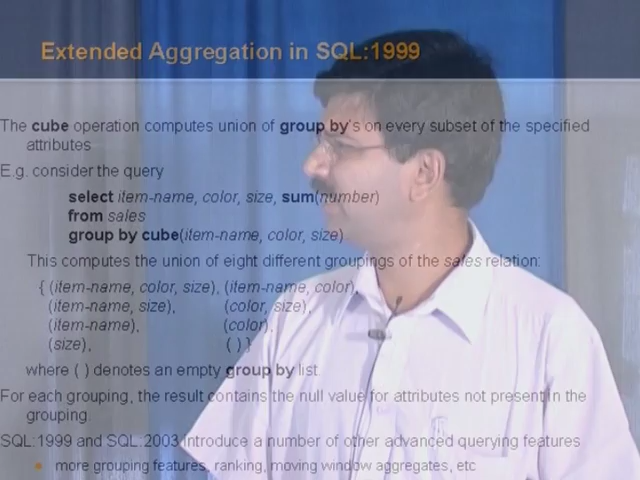 Extended Aggregation in SQL:1999
The cube operation computes union of group by's on every subset of the specified
attributes
E.g. consider the query
select item-name, color, size, sum(number)
from sales
group by cube(item-name, color, size)
This computes the union of eight different groupings of the sales relation:
{ (item-name, color, size), (item-name, color),
(item-name, size), (color, size),
(item-name), (color),
(size), ( ) }
where ( ) denotes an empty group by list.
For each grouping, the result contains the null value for attributes not present in the
grouping.
SQL:1999 and SQL:2003 introduce a number of other advanced querying features
more grouping features, ranking, moving window aggregates, etc